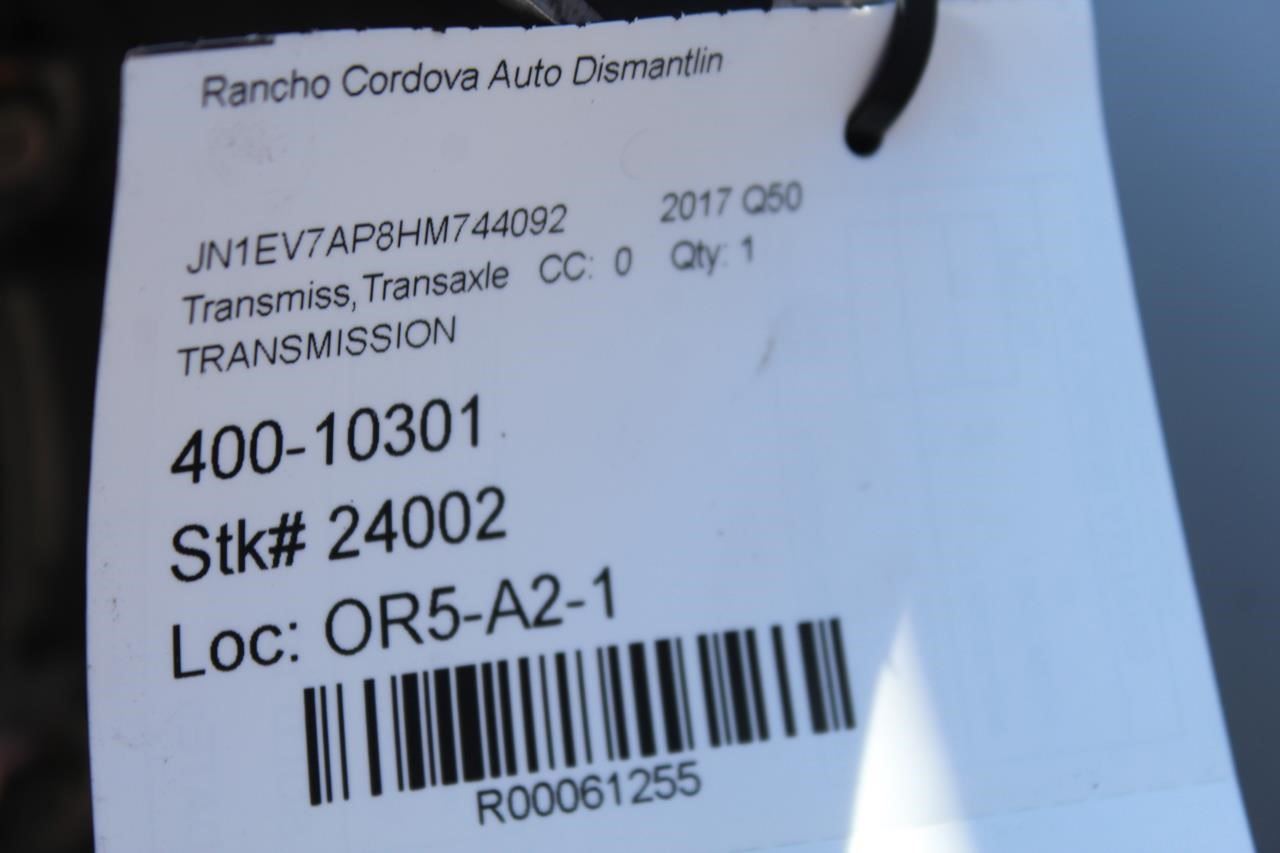 Rancho Cordova Auto Dismantlin
JN1EV7AP8HM744092 2017 Q50
Transmiss,Transaxle CC: 0 Qty: 1
TRANSMISSION
400-10301
Stk# 24002
Loc: OR5-A2-1
R00061255